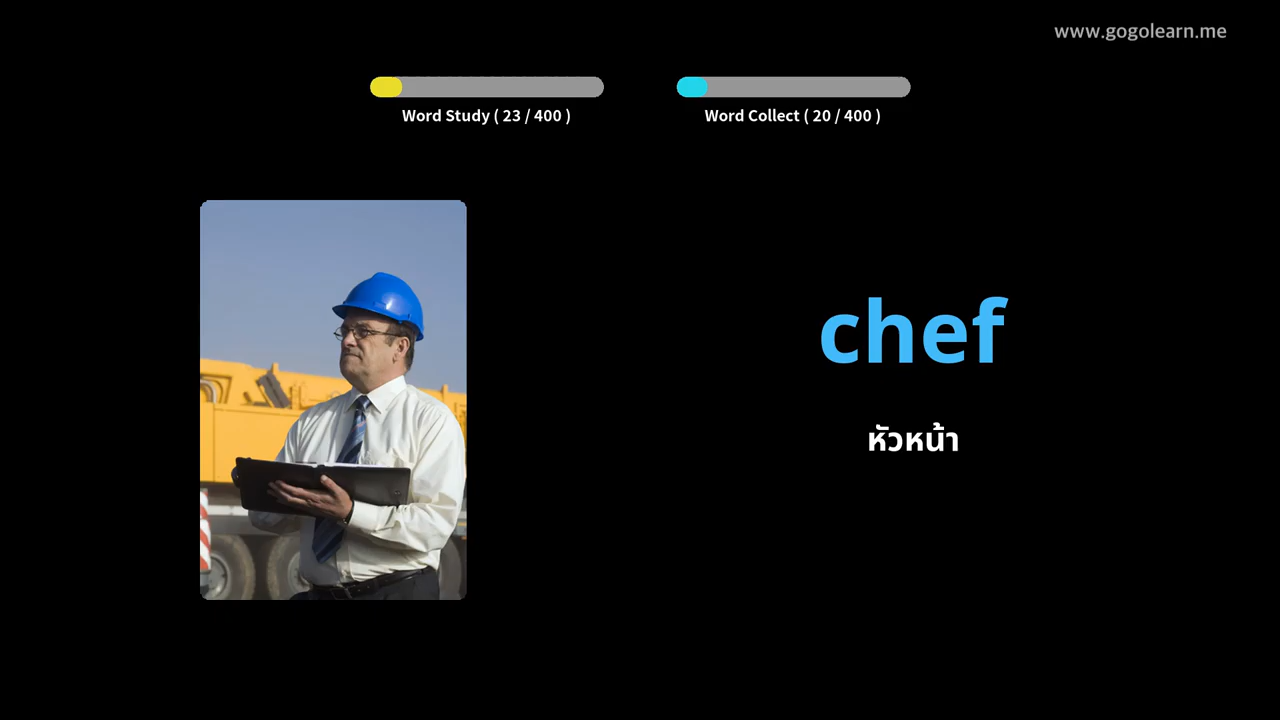 www.gogolearn.me
Word Study ( 23 / 400 )
Word Collect ( 20 / 400 )
chef
หัวหน้า